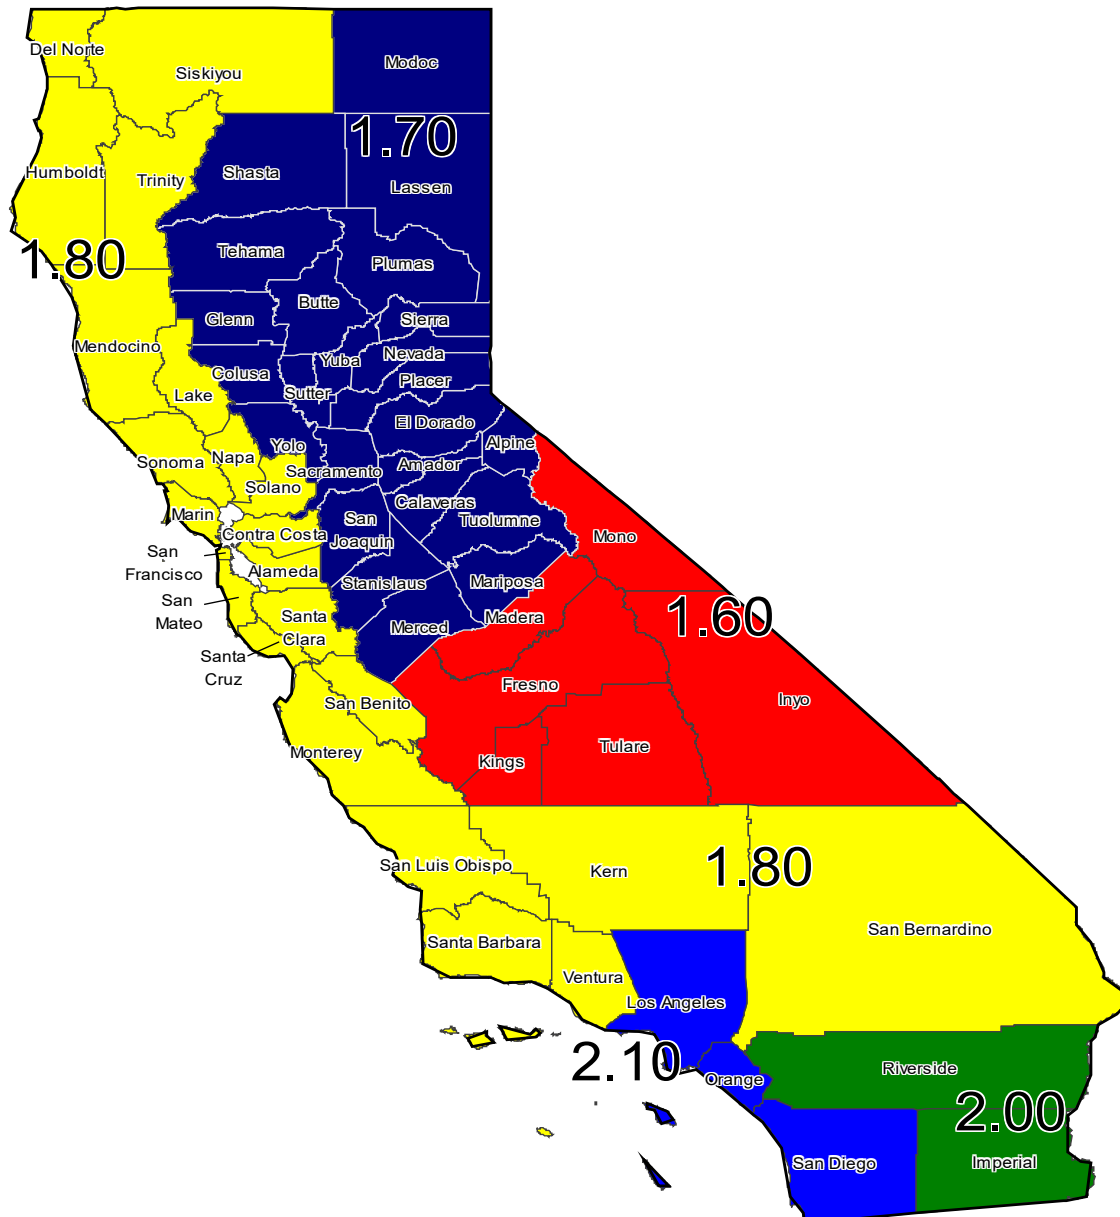 Del Norte
Modoc
Siskiyou
1.70
Shasta
Humboldt
Trinity
Lassen
1.80
Tehama
Plumas
Butte
Glenn
Sierra
Mendocino
Yuba
Nevada
Colusa
Placer
Lake
Sutter
El Dorado
Alpine
Yolo
Napa
Sonoma
Amador
Sacramento
Solano
Calaveras
Marin
San
Joaquin
Tuolumne
Contra Costa
Mono
San
Francisco
Alameda
Stanislaus
Mariposa
San
Mateo
Santa
Clara
Madera
1.60
Merced
Santa
Cruz
Fresno
Inyo
San Benito
Monterey
Tulare
Kings
San Luis Obispo
Kern
1.80
San Bernardino
Santa Barbara
Ventura
Los Angeles
2.10
Orange
Riverside
2.00
San Diego
Imperial